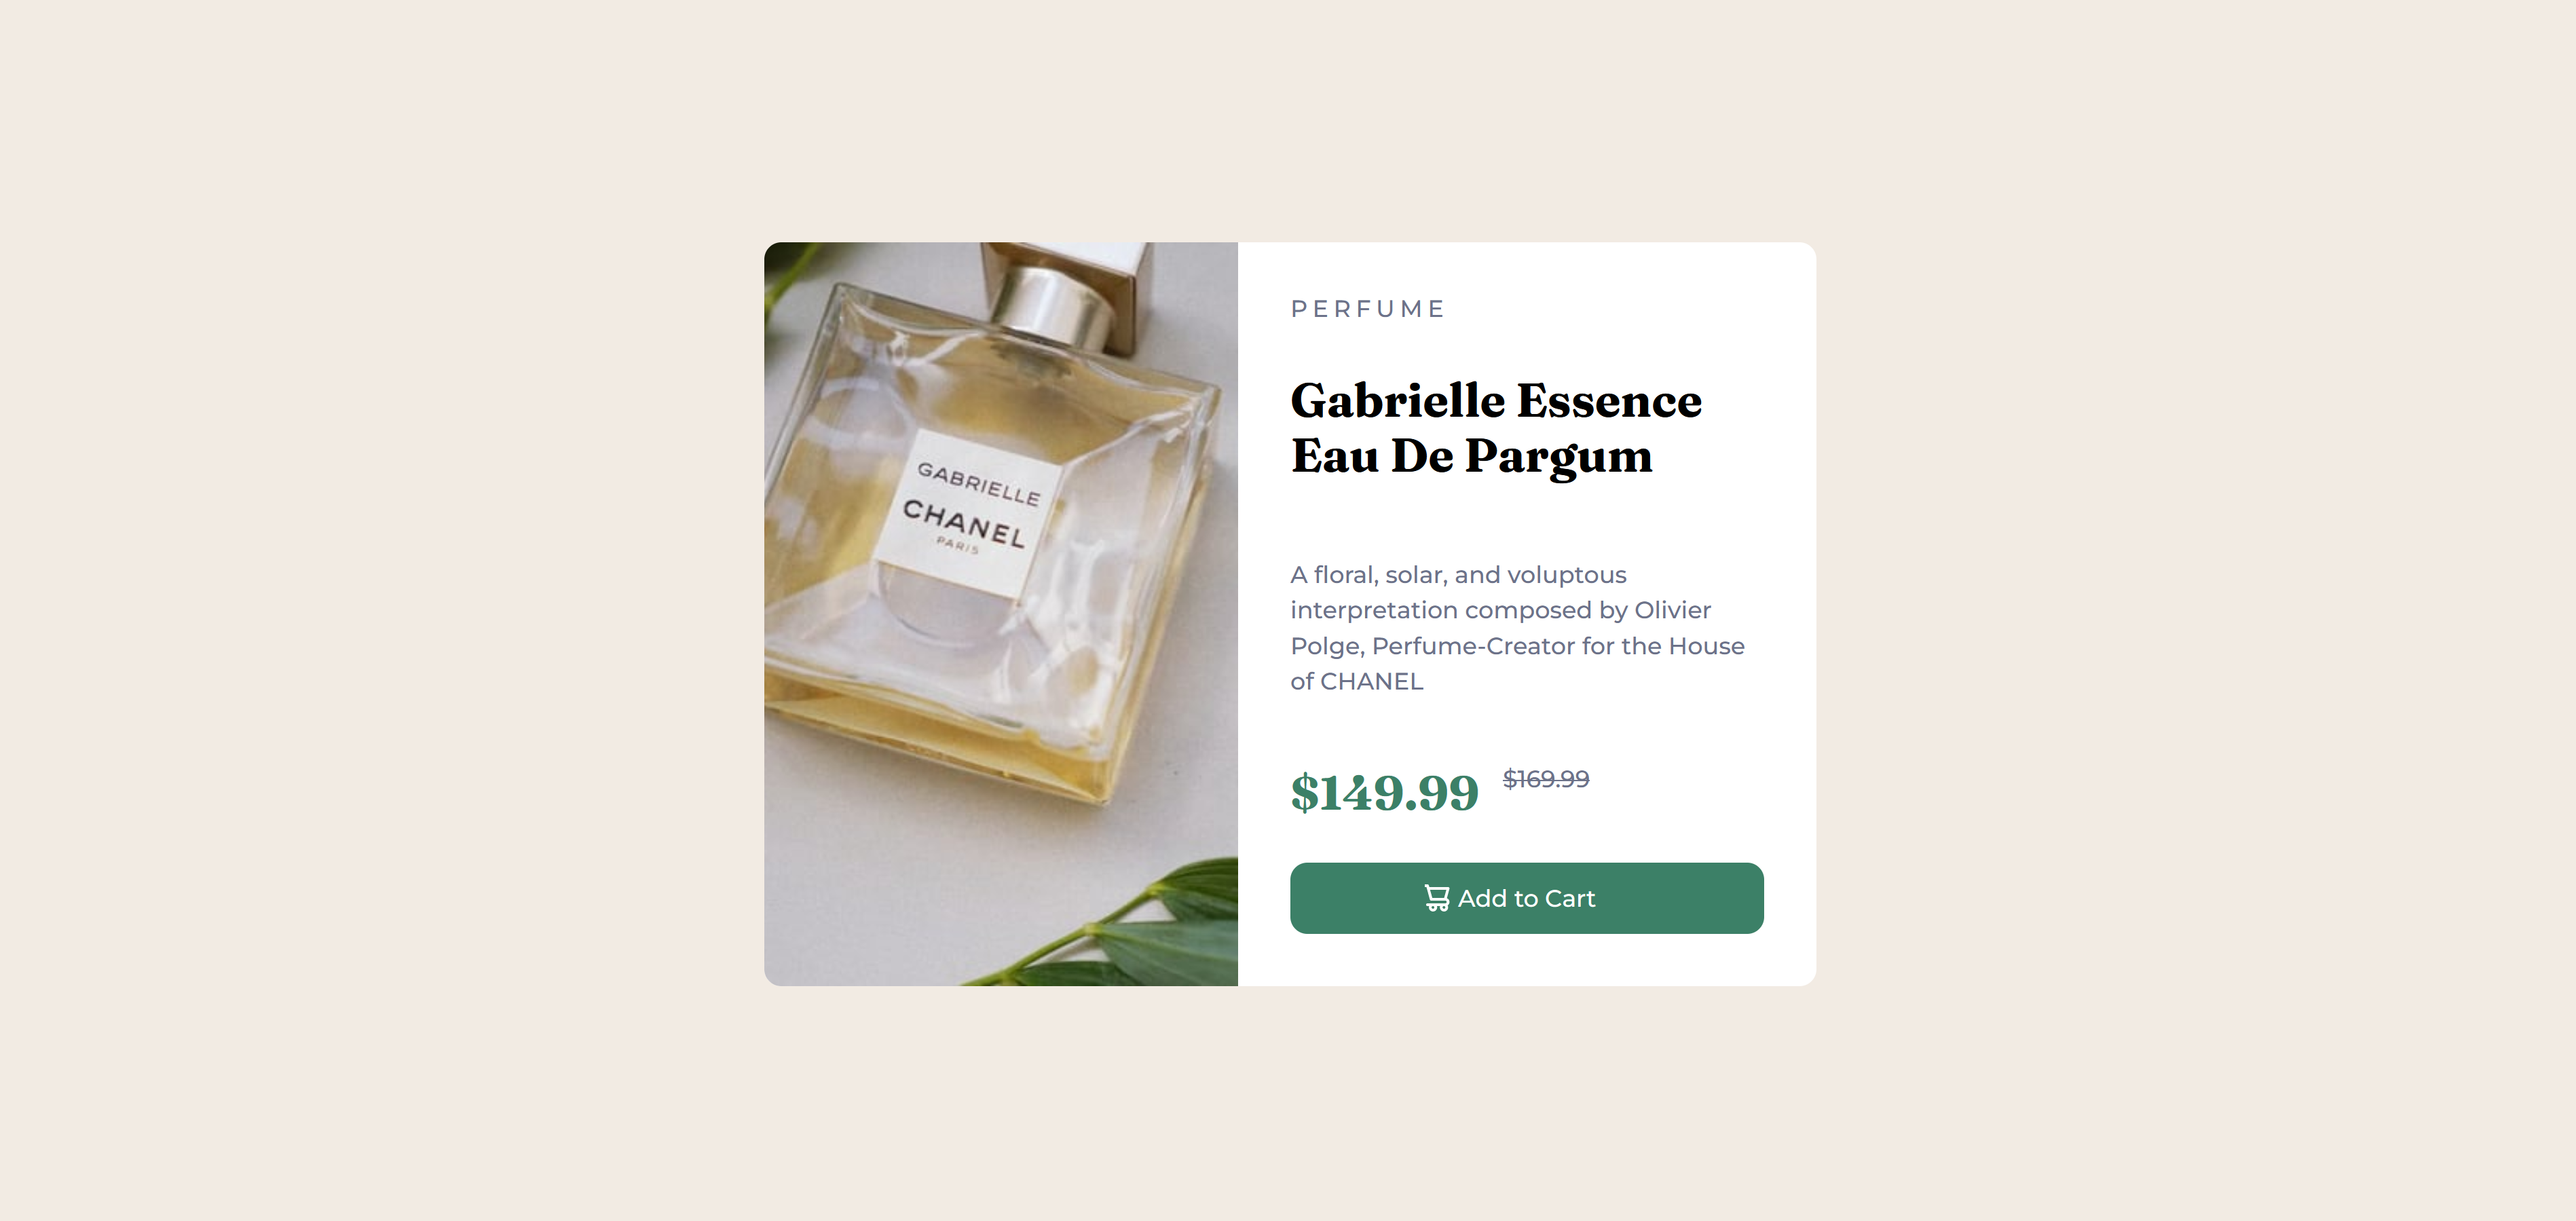 GABRIELLE
CHANEL
PARIS
PERFUME
Gabrielle Essence
Eau De Pargum
A floral, solar, and voluptous
interpretation composed by Olivier
Polge, Perfume-Creator for the House
of CHANEL
$149.99 $169.99
Add to Cart